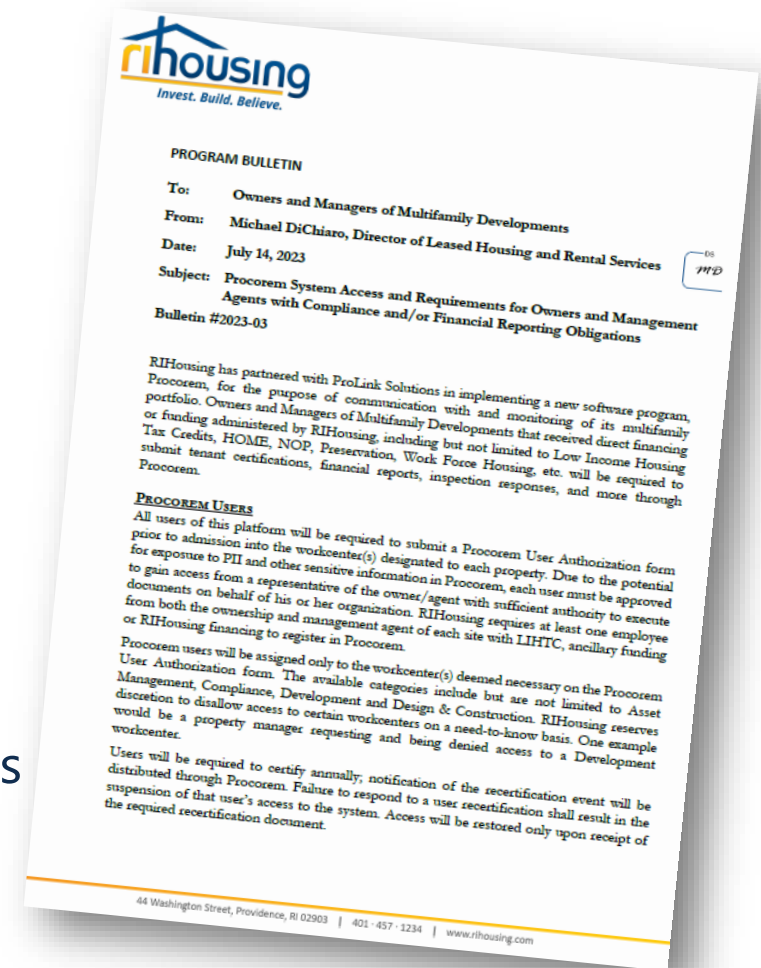 rihousing
Invest. Build. Believe.
PROGRAM BULLETIN
To: Owners and Managers of Multifamily Developments
From: Michael DiChiaro, Director of Leased Housing and Rental Services
DS
MD
Date: July 14, 2023
Subject: Procorem System Access and Requirements for Owners and Management
Agents with Compliance and/or Financial Reporting Obligations
Bulletin #2023-03
RIHousing has partnered with ProLink Solutions in implementing a new software program,
Procorem, for the purpose of communication with and monitoring of its multifamily
portfolio. Owners and Managers of Multifamily Developments that received direct financing
or funding administered by RIHousing, including but not limited to Low Income Housing
Tax Credits, HOME, NOP, Preservation, Work Force Housing, etc. will be required to
submit tenant certifications, financial reports, inspection responses, and more through
Procorem.
PROCOREM USERS
All users of this platform will be required to submit a Procorem User Authorization form
prior to admission into the workcenter(s) designated to each property. Due to the potential
for exposure to PII and other sensitive information in Procorem, each user must be approved
to gain access from a representative of the owner/agent with sufficient authority to execute
documents on behalf of his or her organization. RIHousing requires at least one employee
from both the ownership and management agent of each site with LIHTC, ancillary funding
or RIHousing financing to register in Procorem.
Procorem users will be assigned only to the workcenter(s) deemed necessary on the Procorem
User Authorization form. The available categories include but are not limited to Asset
Management, Compliance, Development and Design & Construction. RIHousing reserves
discretion to disallow access to certain workcenters on a need-to-know basis. One example
would be a property manager requesting and being denied access to a Development
workcenter.
Users will be required to certify annually; notification of the recertification event will be
distributed through Procorem. Failure to respond to a user recertification shall result in the
suspension of that user's access to the system. Access will be restored only upon receipt of
the required recertification document.
s
44 Washington Street, Providence, RI 02903 | 401 · 457 · 1234 | www.rihousing.com